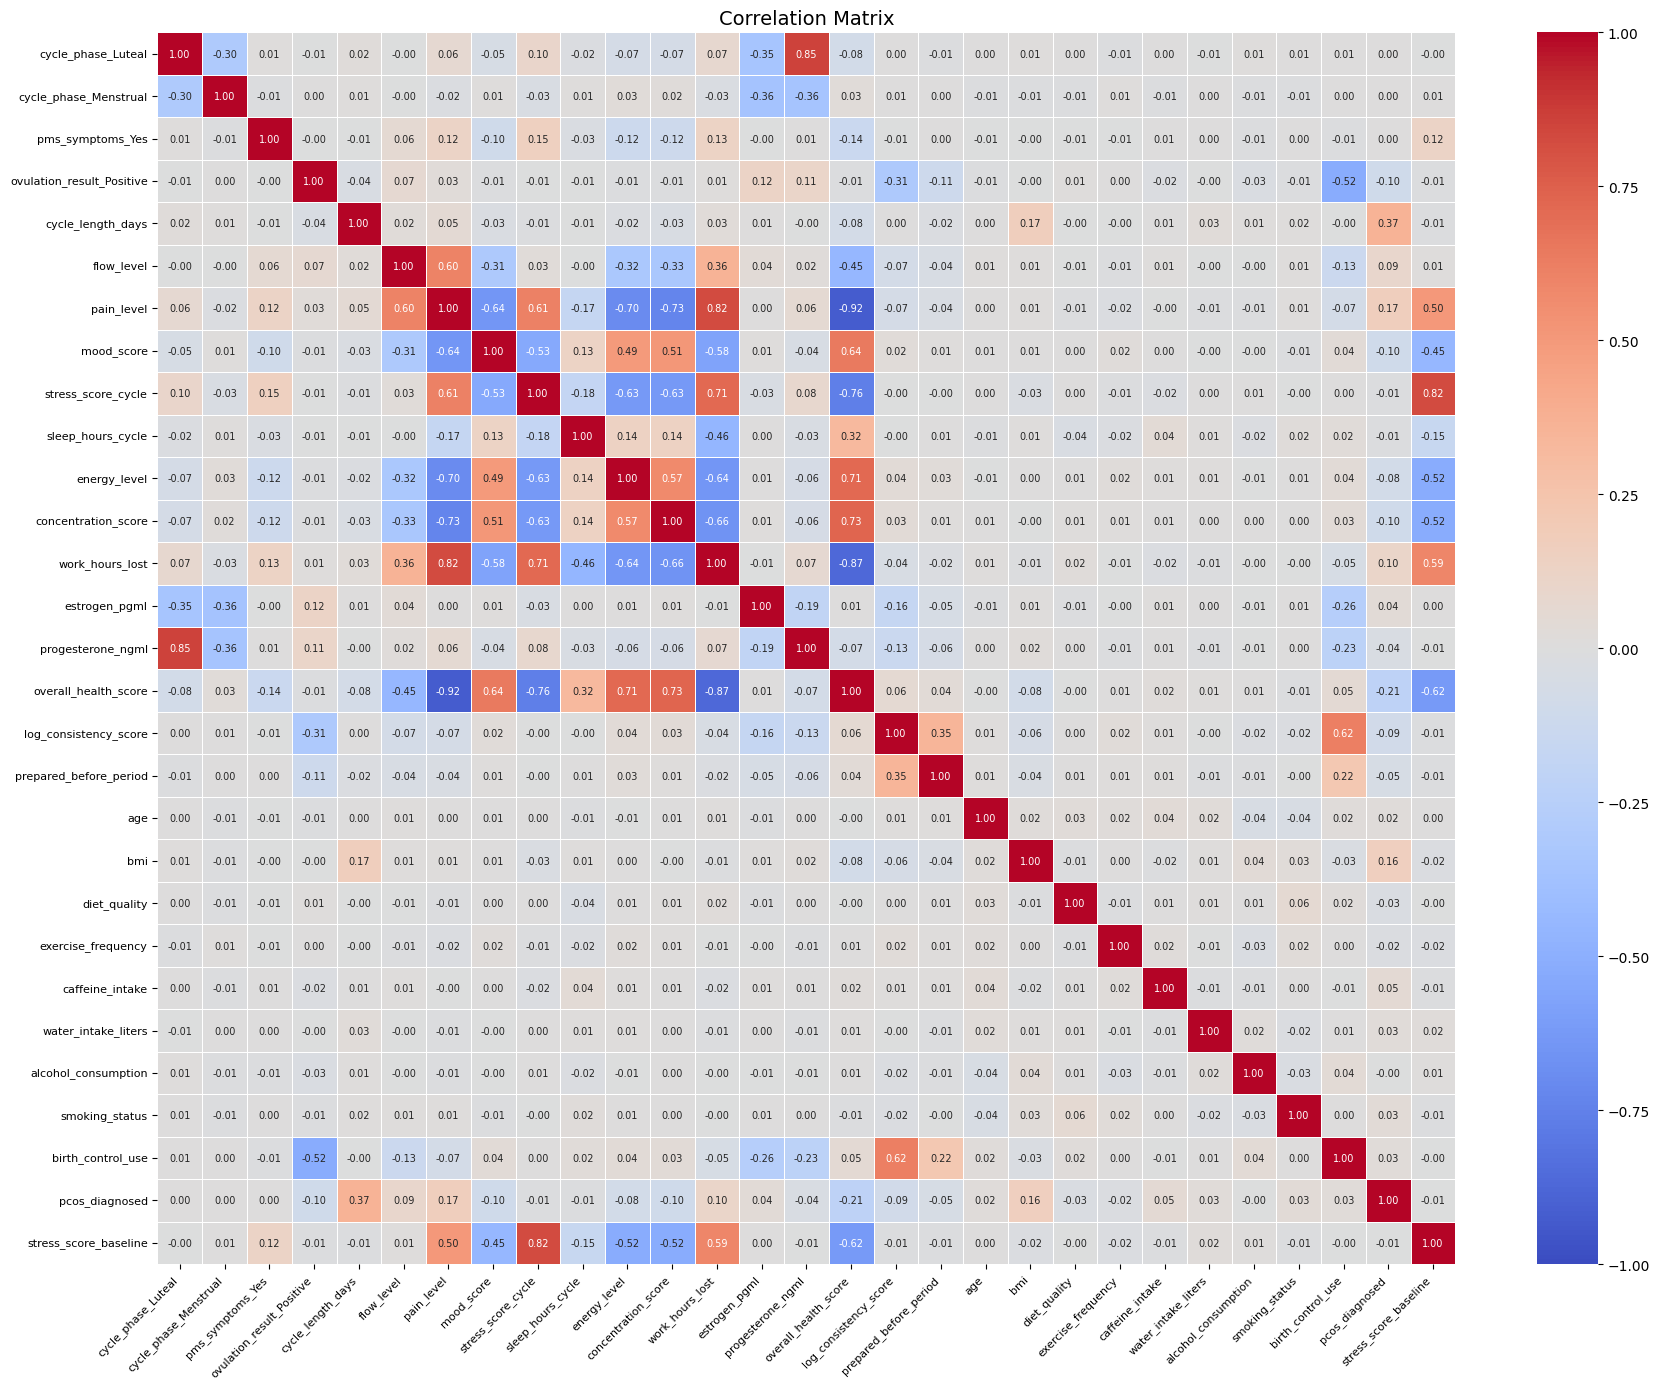 Correlation Matrix
cycle_phase_Luteal 1.00 -0.30 0.01 -0.01 0.02 -0.00 0.06 -0.05 0.10 -0.02 -0.07 -0.07 0.07 -0.35 0.85 -0.08 0.00 -0.01 0.00 0.01 0.00 -0.01 0.00 -0.01 0.01 0.01 0.01 0.00 -0.00
cycle_phase_Menstrual -0.30 1.00 -0.01 0.00 0.01 -0.00 -0.02 0.01 -0.03 0.01 0.03 0.02 -0.03 -0.36 -0.36 0.03 0.01 0.00 -0.01 -0.01 -0.01 0.01 -0.01 0.00 -0.01 -0.01 0.00 0.00 0.01
pms_symptoms_Yes 0.01 -0.01 1.00 -0.00 -0.01 0.06 0.12 -0.10 0.15 -0.03 -0.12 -0.12 0.13 -0.00 0.01 -0.14 -0.01 0.00 -0.01 -0.00 -0.01 -0.01 0.01 0.00 -0.01 0.00 -0.01 0.00 0.12
ovulation_result_Positive -0.01 0.00 -0.00 1.00 -0.04 0.07 0.03 -0.01 -0.01 -0.01 -0.01 -0.01 0.01 0.12 0.11 -0.01 -0.31 -0.11 -0.01 -0.00 0.01 0.00 -0.02 -0.00 -0.03 -0.01 -0.52 -0.10 -0.01
cycle_length_days 0.02 0.01 -0.01 -0.04 1.00 0.02 0.05 -0.03 -0.01 -0.01 -0.02 -0.03 0.03 0.01 -0.00 -0.08 0.00 -0.02 0.00 0.17 -0.00 -0.00 0.01 0.03 0.01 0.02 -0.00 0.37 -0.01
flow_level -0.00 -0.00 0.06 0.07 0.02 1.00 0.60 -0.31 0.03 -0.00 -0.32 -0.33 0.36 0.04 0.02 -0.45 -0.07 -0.04 0.01 0.01 -0.01 -0.01 0.01 -0.00 -0.00 0.01 -0.13 0.09 0.01
pain_level 0.06 -0.02 0.12 0.03 0.05 0.60 1.00 -0.64 0.61 -0.17 -0.70 -0.73 0.82 0.00 0.06 -0.92 -0.07 -0.04 0.00 0.01 -0.01 -0.02 -0.00 -0.01 -0.01 0.01 -0.07 0.17 0.50
mood_score -0.05 0.01 -0.10 -0.01 -0.03 -0.31 -0.64 1.00 -0.53 0.13 0.49 0.51 -0.58 0.01 -0.04 0.64 0.02 0.01 0.01 0.01 0.00 0.02 0.00 -0.00 -0.00 -0.01 0.04 -0.10 -0.45
stress_score_cycle 0.10 -0.03 0.15 -0.01 -0.01 0.03 0.61 -0.53 1.00 -0.18 -0.63 -0.63 0.71 -0.03 0.08 -0.76 -0.00 -0.00 0.00 -0.03 0.00 -0.01 -0.02 0.00 0.01 -0.00 0.00 -0.01 0.82
sleep_hours_cycle -0.02 0.01 -0.03 -0.01 -0.01 -0.00 -0.17 0.13 -0.18 1.00 0.14 0.14 -0.46 0.00 -0.03 0.32 -0.00 0.01 -0.01 0.01 -0.04 -0.02 0.04 0.01 -0.02 0.02 0.02 -0.01 -0.15
energy_level -0.07 0.03 -0.12 -0.01 -0.02 -0.32 -0.70 0.49 -0.63 0.14 1.00 0.57 -0.64 0.01 -0.06 0.71 0.04 0.03 -0.01 0.00 0.01 0.02 0.01 0.01 -0.01 0.01 0.04 -0.08 -0.52
concentration_score -0.07 0.02 -0.12 -0.01 -0.03 -0.33 -0.73 0.51 -0.63 0.14 0.57 1.00 -0.66 0.01 -0.06 0.73 0.03 0.01 0.01 -0.00 0.01 0.01 0.01 0.00 0.00 0.00 0.03 -0.10 -0.52
work_hours_lost 0.07 -0.03 0.13 0.01 0.03 0.36 0.82 -0.58 0.71 -0.46 -0.64 -0.66 1.00 -0.01 0.07 -0.87 -0.04 -0.02 0.01 -0.01 0.02 -0.01 -0.02 -0.01 0.00 -0.00 -0.05 0.10 0.59
estrogen_pgml -0.35 -0.36 -0.00 0.12 0.01 0.04 0.00 0.01 -0.03 0.00 0.01 0.01 -0.01 1.00 -0.19 0.01 -0.16 -0.05 -0.01 0.01 -0.01 -0.00 0.01 0.00 -0.01 0.01 -0.26 0.04 0.00
progesterone_ngml 0.85 -0.36 0.01 0.11 -0.00 0.02 0.06 -0.04 0.08 -0.03 -0.06 -0.06 0.07 -0.19 1.00 -0.07 -0.13 -0.06 0.00 0.02 0.00 -0.01 0.01 -0.01 -0.01 0.00 -0.23 -0.04 -0.01
overall_health_score -0.08 0.03 -0.14 -0.01 -0.08 -0.45 -0.92 0.64 -0.76 0.32 0.71 0.73 -0.87 0.01 -0.07 1.00 0.06 0.04 -0.00 -0.08 -0.00 0.01 0.02 0.01 0.01 -0.01 0.05 -0.21 -0.62
log_consistency_score 0.00 0.01 -0.01 -0.31 0.00 -0.07 -0.07 0.02 -0.00 -0.00 0.04 0.03 -0.04 -0.16 -0.13 0.06 1.00 0.35 0.01 -0.06 0.00 0.02 0.01 -0.00 -0.02 -0.02 0.62 -0.09 -0.01
prepared_before_period -0.01 0.00 0.00 -0.11 -0.02 -0.04 -0.04 0.01 -0.00 0.01 0.03 0.01 -0.02 -0.05 -0.06 0.04 0.35 1.00 0.01 -0.04 0.01 0.01 0.01 -0.01 -0.01 -0.00 0.22 -0.05 -0.01
age 0.00 -0.01 -0.01 -0.01 0.00 0.01 0.00 0.01 0.00 -0.01 -0.01 0.01 0.01 -0.01 0.00 -0.00 0.01 0.01 1.00 0.02 0.03 0.02 0.04 0.02 -0.04 -0.04 0.02 0.02 0.00
bmi 0.01 -0.01 -0.00 -0.00 0.17 0.01 0.01 0.01 -0.03 0.01 0.00 -0.00 -0.01 0.01 0.02 -0.08 -0.06 -0.04 0.02 1.00 -0.01 0.00 -0.02 0.01 0.04 0.03 -0.03 0.16 -0.02
diet_quality 0.00 -0.01 -0.01 0.01 -0.00 -0.01 -0.01 0.00 0.00 -0.04 0.01 0.01 0.02 -0.01 0.00 -0.00 0.00 0.01 0.03 -0.01 1.00 -0.01 0.01 0.01 0.01 0.06 0.02 -0.03 -0.00
exercise_frequency -0.01 0.01 -0.01 0.00 -0.00 -0.01 -0.02 0.02 -0.01 -0.02 0.02 0.01 -0.01 -0.00 -0.01 0.01 0.02 0.01 0.02 0.00 -0.01 1.00 0.02 -0.01 -0.03 0.02 0.00 -0.02 -0.02
caffeine_intake 0.00 -0.01 0.01 -0.02 0.01 0.01 -0.00 0.00 -0.02 0.04 0.01 0.01 -0.02 0.01 0.01 0.02 0.01 0.01 0.04 -0.02 0.01 0.02 1.00 -0.01 -0.01 0.00 -0.01 0.05 -0.01
water_intake_liters -0.01 0.00 0.00 -0.00 0.03 -0.00 -0.01 -0.00 0.00 0.01 0.01 0.00 -0.01 0.00 -0.01 0.01 -0.00 -0.01 0.02 0.01 0.01 -0.01 -0.01 1.00 0.02 -0.02 0.01 0.03 0.02
alcohol_consumption 0.01 -0.01 -0.01 -0.03 0.01 -0.00 -0.01 -0.00 0.01 -0.02 -0.01 0.00 0.00 -0.01 -0.01 0.01 -0.02 -0.01 -0.04 0.04 0.01 -0.03 -0.01 0.02 1.00 -0.03 0.04 -0.00 0.01
smoking_status 0.01 -0.01 0.00 -0.01 0.02 0.01 0.01 -0.01 -0.00 0.02 0.01 0.00 -0.00 0.01 0.00 -0.01 -0.02 -0.00 -0.04 0.03 0.06 0.02 0.00 -0.02 -0.03 1.00 0.00 0.03 -0.01
birth_control_use 0.01 0.00 -0.01 -0.52 -0.00 -0.13 -0.07 0.04 0.00 0.02 0.04 0.03 -0.05 -0.26 -0.23 0.05 0.62 0.22 0.02 -0.03 0.02 0.00 -0.01 0.01 0.04 0.00 1.00 0.03 -0.00
pcos_diagnosed 0.00 0.00 0.00 -0.10 0.37 0.09 0.17 -0.10 -0.01 -0.01 -0.08 -0.10 0.10 0.04 -0.04 -0.21 -0.09 -0.05 0.02 0.16 -0.03 -0.02 0.05 0.03 -0.00 0.03 0.03 1.00 -0.01
stress_score_baseline -0.00 0.01 0.12 -0.01 -0.01 0.01 0.50 -0.45 0.82 -0.15 -0.52 -0.52 0.59 0.00 -0.01 -0.62 -0.01 -0.01 0.00 -0.02 -0.00 -0.02 -0.01 0.02 0.01 -0.01 -0.00 -0.01 1.00
cycle_phase_Luteal
cycle_phase_Menstrual
pms_symptoms_Yes
ovulation_result_Positive
cycle_length_days
flow_level
pain_level
mood_score
stress_score_cycle
sleep_hours_cycle
energy_level
concentration_score
work_hours_lost
estrogen_pgml
progesterone_ngml
overall_health_score
log_consistency_score
prepared_before_period
age
bmi
diet_quality
exercise_frequency
caffeine_intake
water_intake_liters
alcohol_consumption
smoking_status
birth_control_use
pcos_diagnosed
stress_score_baseline
1.00
0.75
0.50
0.25
0.00
−0.25
−0.50
−0.75
−1.00